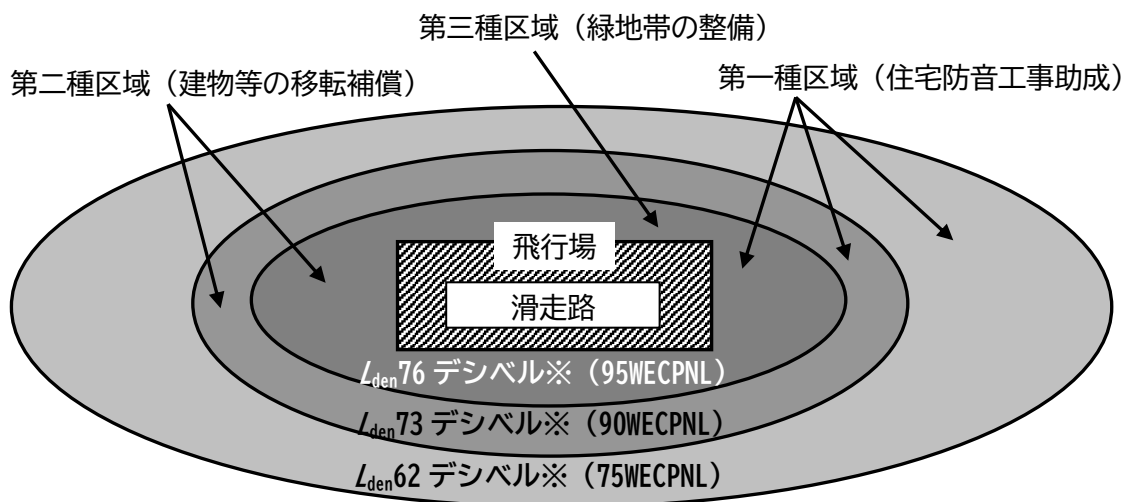 第三種区域（緑地帯の整備）
第二種区域（建物等の移転補償）
第一種区域（住宅防音工事助成）
飛行場
滑走路
Lden76 デシベル※（95WECPNL）
Lden73 デシベル※（90WECPNL）
Lden62 デシベル※（75WECPNL）